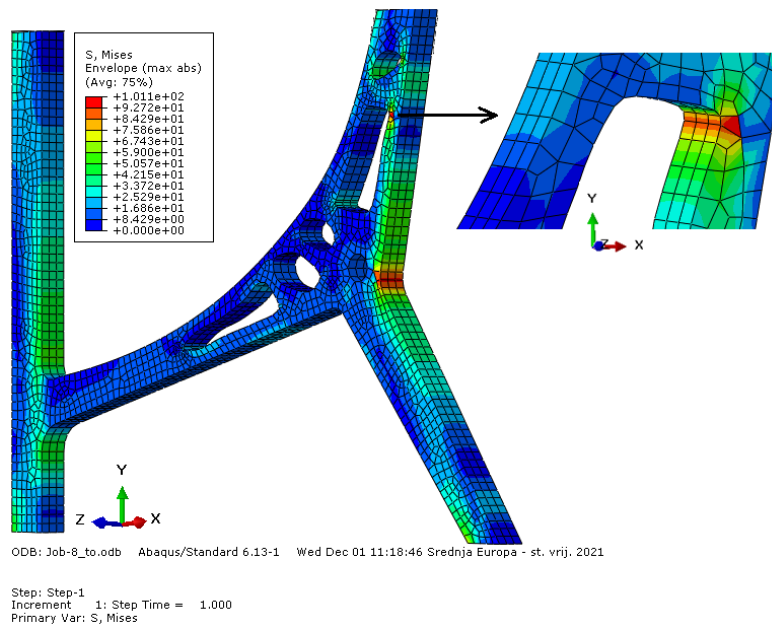 S, Mises
Envelope (max abs)
(Avg: 75%)
+1.011e+02
+9.272e+01
+8.429e+01
+7.586e+01
+6.743e+01
+5.900e+01
+5.057e+01
+4.215e+01
+3.372e+01
+2.529e+01
+1.686e+01
+8.429e+00
+0.000e+00
Y
Z
X
Y
Z
X
ODB: Job-8_to.odb Abaqus/Standard 6.13-1 Wed Dec 01 11:18:46 Srednja Europa - st. vrij. 2021
Step: Step-1
Increment 1: Step Time = 1.000
Primary Var: S, Mises